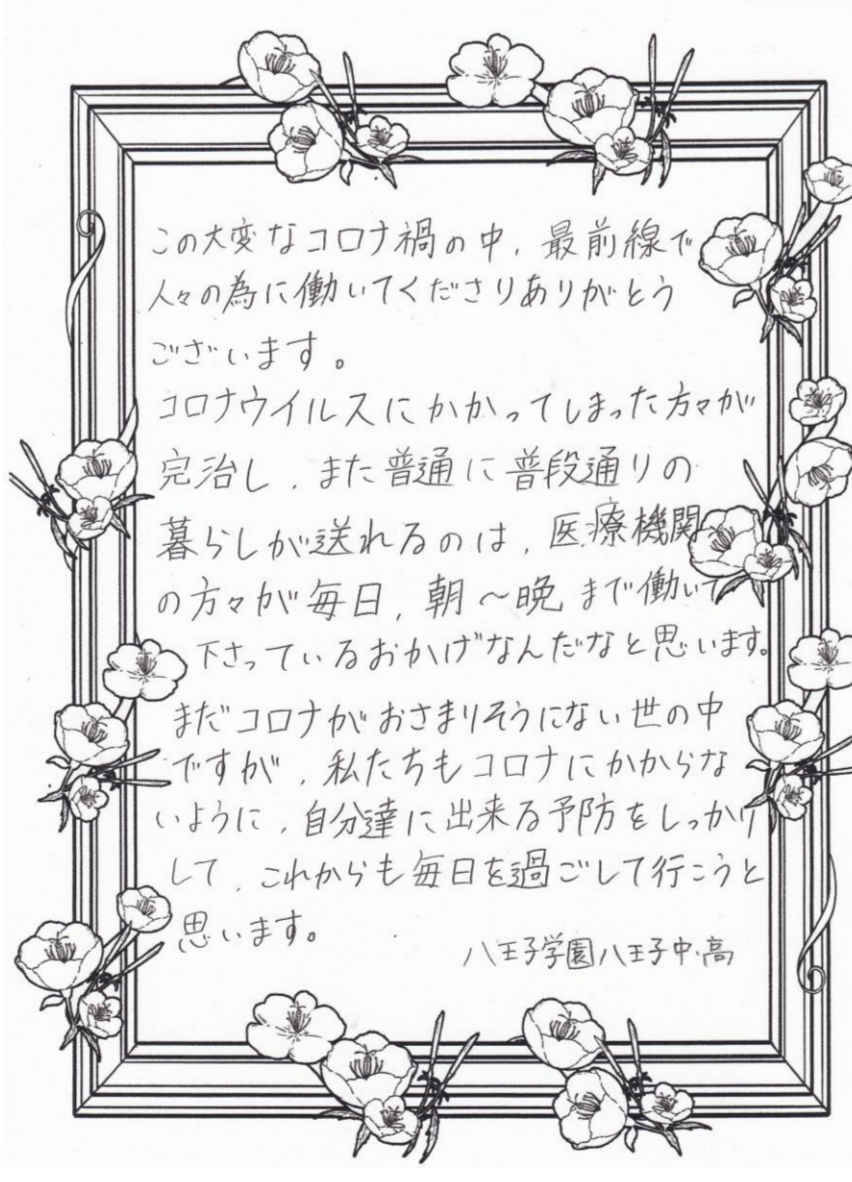 この大変なコロナ禍の中、最前線で
人々の為に働いてくださりありがとう
ございます。
コロナウイルスにかかってしまった方々が
完治し、また普通に普段通りの
暮らしが送れるのは、医療機関
の方々が毎日、朝～晩まで働いて
下さっているおかげなんだなと思います。
まだコロナがおさまりそうにない世の中
ですが、私たちもコロナにかからな
いように、自分達に出来る予防をしっかり
して、これからも毎日を過ごして行こうと
思います。
八王子学園八王子中・高